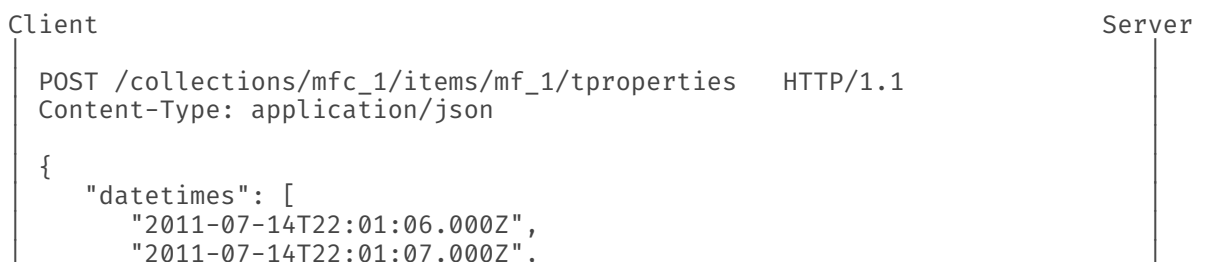 Client Server
POST /collections/mfc_1/items/mf_1/tproperties HTTP/1.1
Content-Type: application/json
{
"datetimes": [
"2011-07-14T22:01:06.000Z",
"2011-07-14T22:01:07.000Z",